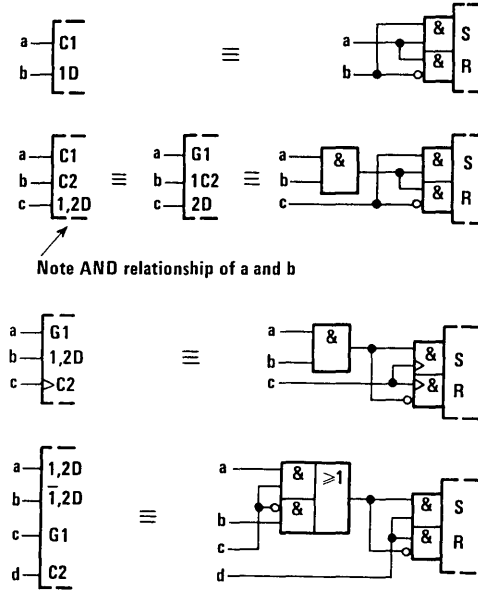 a C1 ≡ a & S
b 1D b & R
a C1 ≡ a G1 ≡ a & & S
b C2 b 1C2 b & R
c 1,2D c 2D c
Note AND relationship of a and b
a G1 ≡ a & & S
b 1,2D b & R
c C2 c
a 1,2D ≡ a & ≥1 & S
b 1̅,2D b & & R
c G1 c
d C2 d